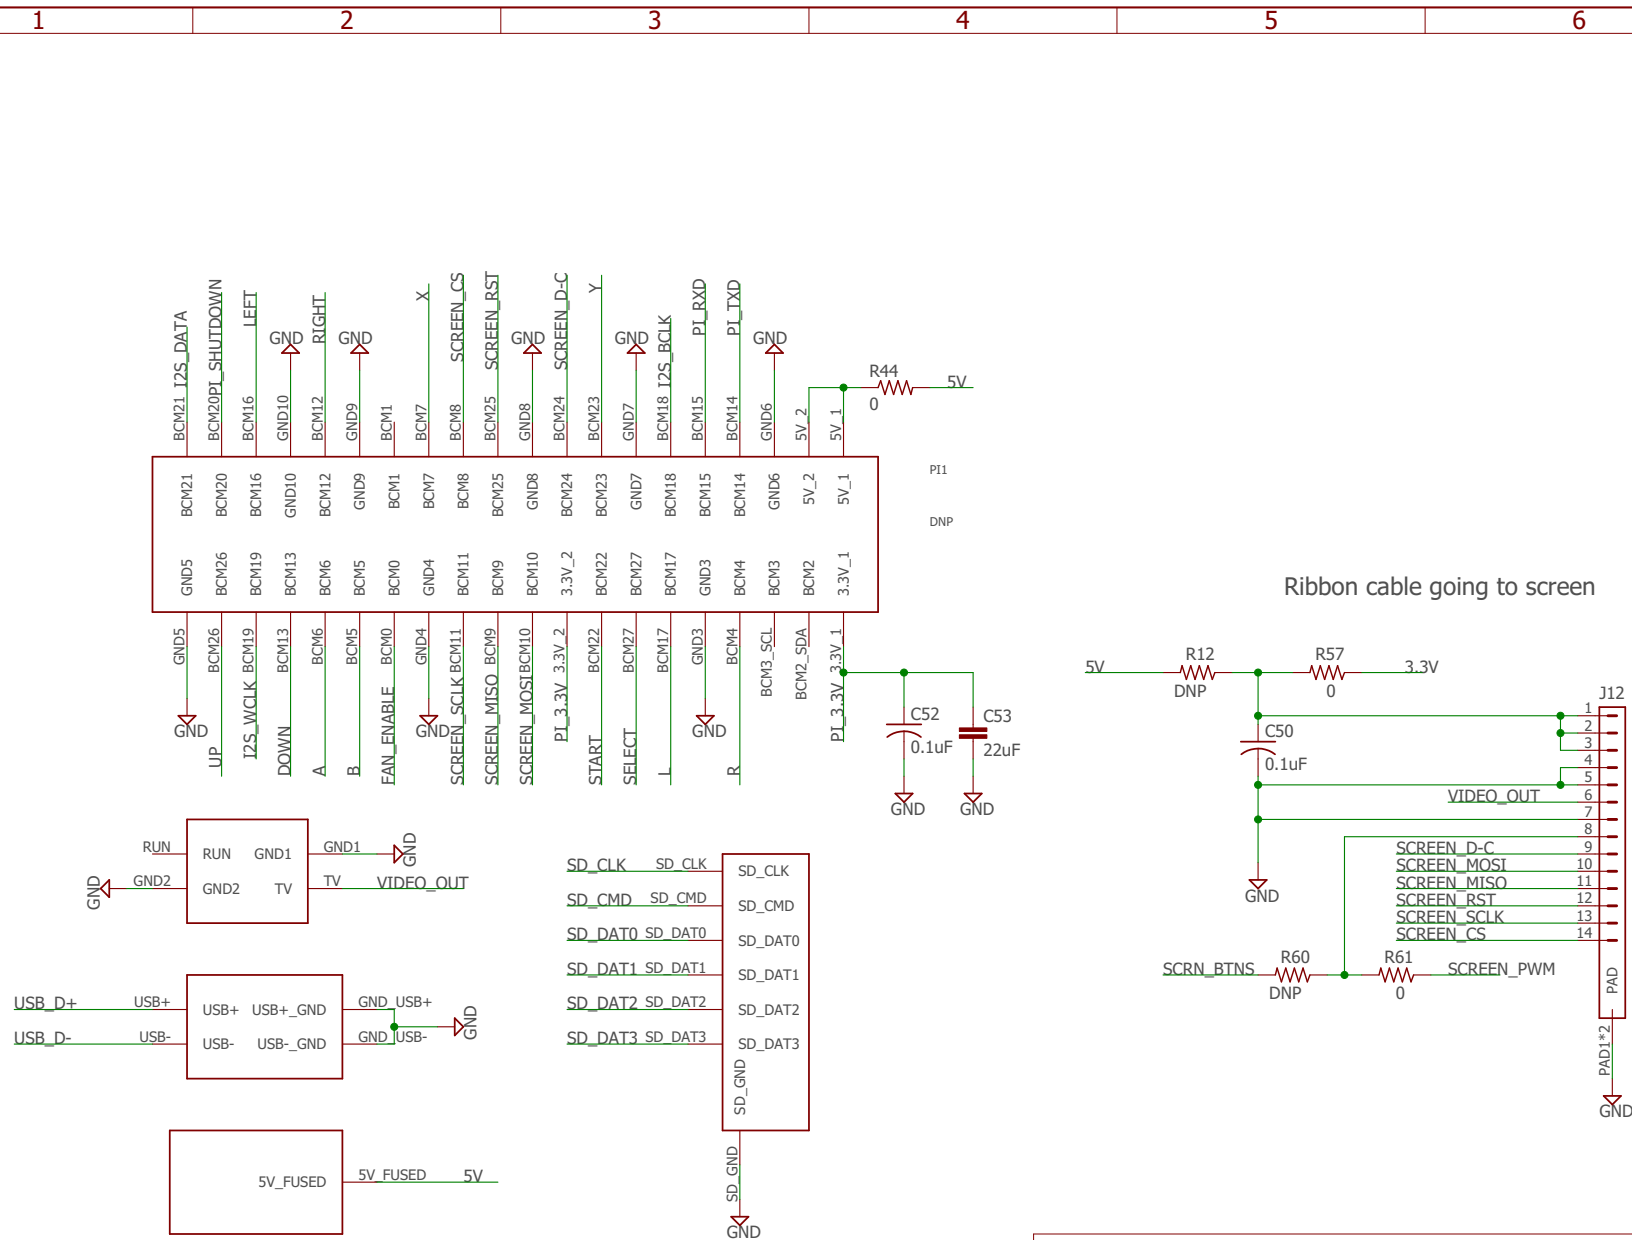 1 2 3 4 5 6
I2S_DATA PI_SHUTDOWN LEFT GND RIGHT GND X SCREEN_CS SCREEN_RST GND SCREEN_D-C Y GND I2S_BCLK PI_RXD PI_TXD GND
BCM21 BCM20 BCM16 GND10 BCM12 GND9 BCM1 BCM7 BCM8 BCM25 GND8 BCM24 BCM23 GND7 BCM18 BCM15 BCM14 GND6 5V_2 5V_1
R44
0
5V
BCM21 BCM20 BCM16 GND10 BCM12 GND9 BCM1 BCM7 BCM8 BCM25 GND8 BCM24 BCM23 GND7 BCM18 BCM15 BCM14 GND6 5V_2 5V_1
PI1
DNP
GND5 BCM26 BCM19 BCM13 BCM6 BCM5 BCM0 GND4 BCM11 BCM9 BCM10 3.3V_2 BCM22 BCM27 BCM17 GND3 BCM4 BCM3 BCM2 3.3V_1
GND5 BCM26 BCM19 BCM13 BCM6 BCM5 BCM0 GND4 BCM11 BCM9 BCM10 3.3V_2 BCM22 BCM27 BCM17 GND3 BCM4 BCM3_SCL BCM2_SDA 3.3V_1
GND UP I2S_WCLK DOWN A B FAN_ENABLE GND SCREEN_SCLK SCREEN_MISO SCREEN_MOSI PI_3.3V START SELECT L GND R PI_3.3V
C52
0.1uF
GND
C53
22uF
GND
Ribbon cable going to screen
5V
R12
DNP
R57
0
3.3V
C50
0.1uF
GND
J12
1
2
3
4
5
VIDEO_OUT 6
7
8
SCREEN_D-C 9
SCREEN_MOSI 10
SCREEN_MISO 11
SCREEN_RST 12
SCREEN_SCLK 13
SCREEN_CS 14
PAD
PAD1*2
GND
SCRN_BTNS
R60
DNP
R61
0
SCREEN_PWM
RUN RUN GND1 GND1 GND
GND GND2 GND2 TV TV VIDEO_OUT
USB_D+ USB+ USB+ USB+_GND GND_USB+
USB_D- USB- USB- USB-_GND GND_USB-
GND
5V_FUSED 5V_FUSED 5V
SD_CLK SD_CLK SD_CLK
SD_CMD SD_CMD SD_CMD
SD_DAT0 SD_DAT0 SD_DAT0
SD_DAT1 SD_DAT1 SD_DAT1
SD_DAT2 SD_DAT2 SD_DAT2
SD_DAT3 SD_DAT3 SD_DAT3
SD_GND
SD_GND
GND